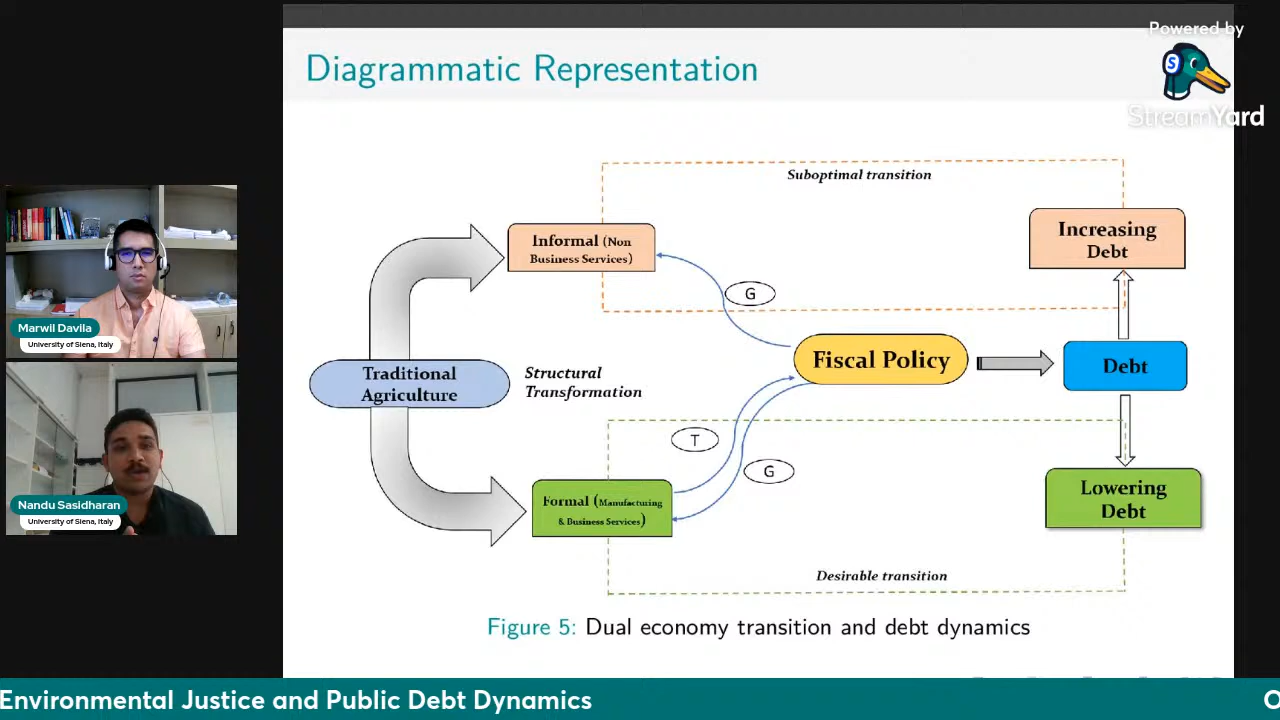 Powered by
StreamYard
Diagrammatic Representation
Suboptimal transition
Informal (Non
Business Services)
Increasing
Debt
G
Fiscal Policy
Debt
Traditional
Agriculture
Structural
Transformation
T
G
Formal (Manufacturing
& Business Services)
Lowering
Debt
Desirable transition
Figure 5: Dual economy transition and debt dynamics
Marwil Davila
University of Siena, Italy
Nandu Sasidharan
University of Siena, Italy
Environmental Justice and Public Debt Dynamics